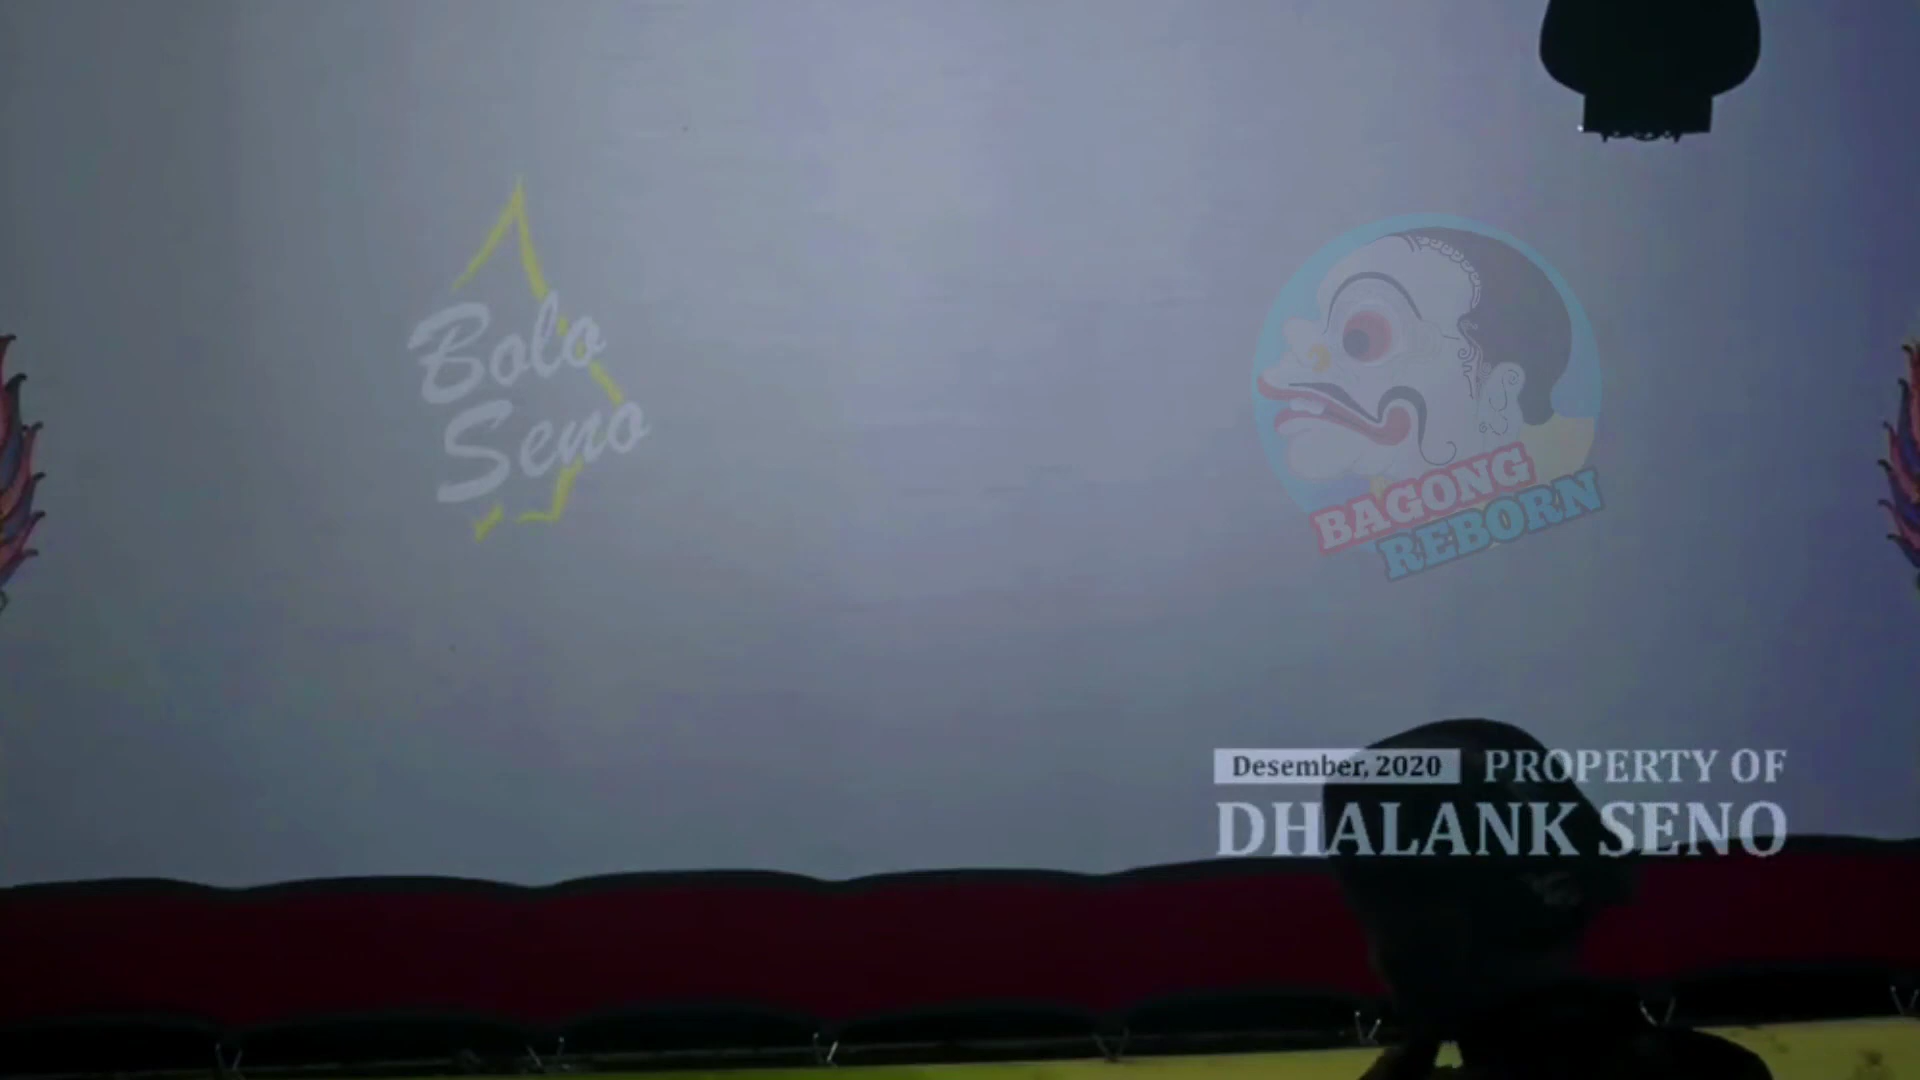 Bolo
Seno
BAGONG
REBORN
Desember, 2020 PROPERTY OF
DHALANK SENO